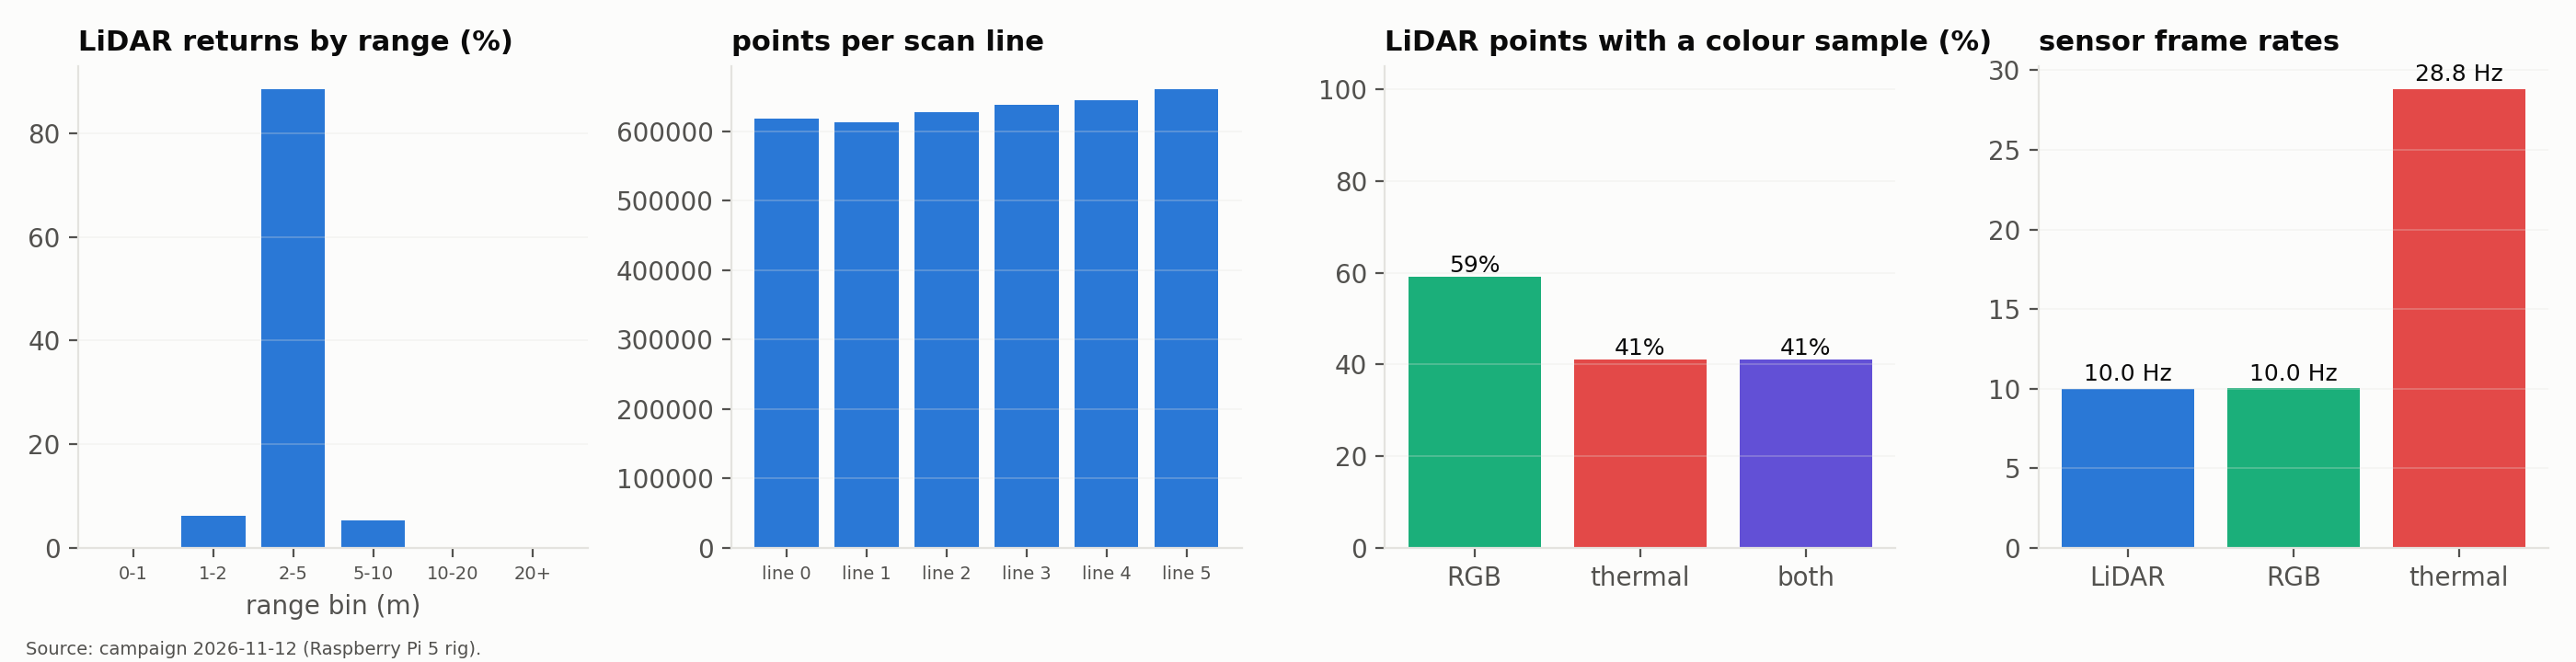 LiDAR returns by range (%)
80
60
40
20
0
0-1 1-2 2-5 5-10 10-20 20+
range bin (m)
points per scan line
600000
500000
400000
300000
200000
100000
0
line 0 line 1 line 2 line 3 line 4 line 5
LiDAR points with a colour sample (%)
100
80
60
40
20
0
59%
41%
41%
RGB thermal both
sensor frame rates
30
25
20
15
10
5
0
10.0 Hz
10.0 Hz
28.8 Hz
LiDAR RGB thermal
Source: campaign 2026-11-12 (Raspberry Pi 5 rig).